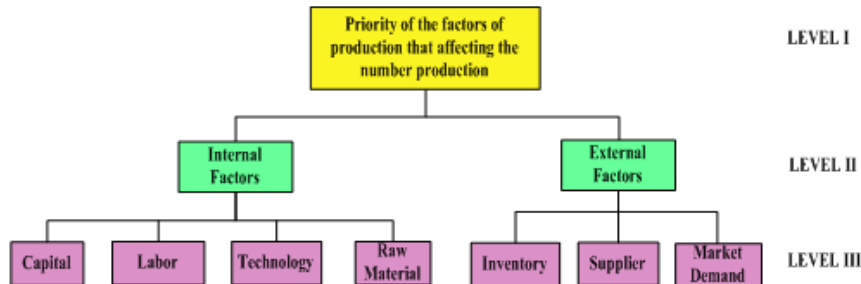 Priority of the factors of
production that affecting the
number production
LEVEL I
Internal
Factors
External
Factors
LEVEL II
Capital
Labor
Technology
Raw
Material
Inventory
Supplier
Market
Demand
LEVEL III